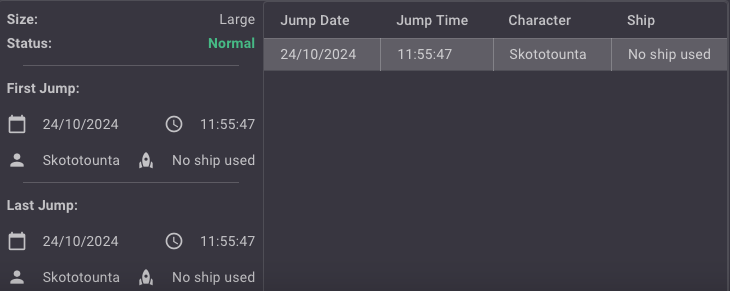 Size: Large
Status: Normal
First Jump:
24/10/2024 11:55:47
Skototounta No ship used
Last Jump:
24/10/2024 11:55:47
Skototounta No ship used
Jump Date Jump Time Character Ship
24/10/2024 11:55:47 Skototounta No ship used